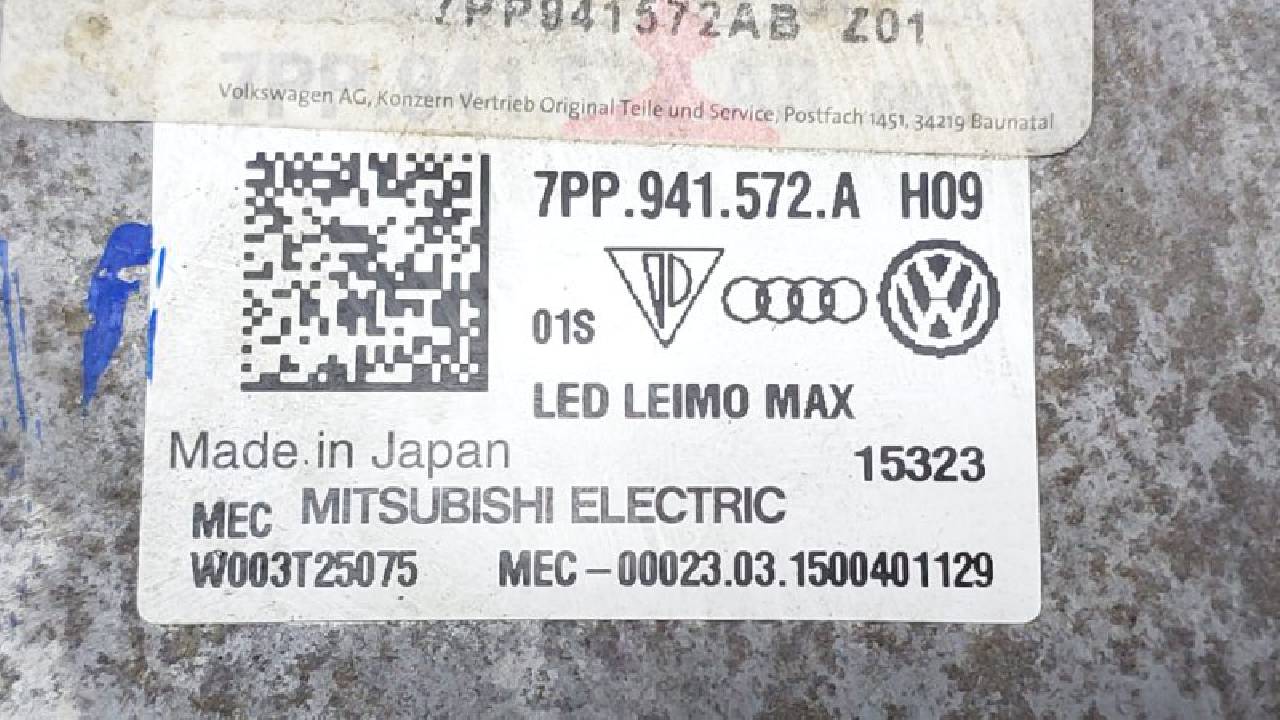 7PP941572AB Z01
Volkswagen AG, Konzern Vertrieb Original Teile und Service, Postfach 1451, 34219 Baunatal
7PP.941.572.A H09
01S
LED LEIMO MAX
Made in Japan
15323
MEC MITSUBISHI ELECTRIC
W003T25075 MEC-00023.03.1500401129